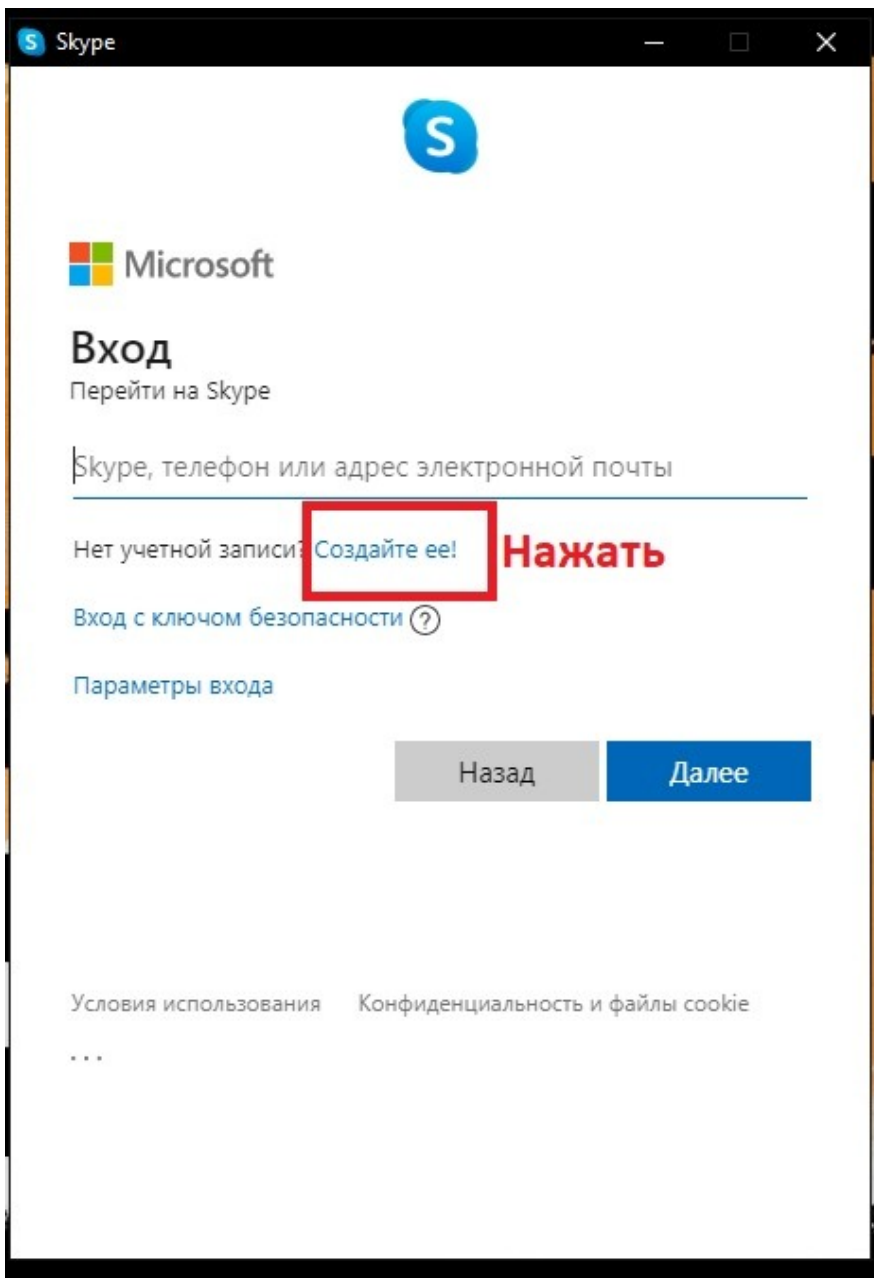 Skype
S
Microsoft
Вход
Перейти на Skype
Skype, телефон или адрес электронной почты
Нет учетной записи? Создайте ее! Нажать
Вход с ключом безопасности ?
Параметры входа
Назад Далее
Условия использования Конфиденциальность и файлы cookie
...